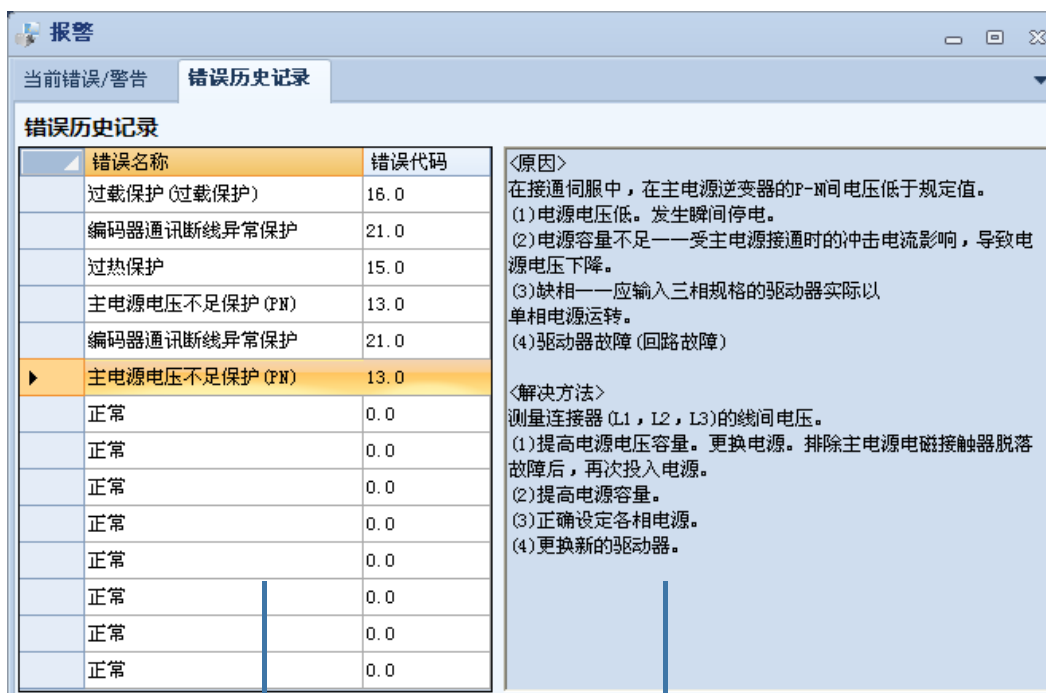 报警
当前错误/警告 错误历史记录
错误历史记录
错误名称 错误代码
过载保护(过载保护) 16.0
编码器通讯断线异常保护 21.0
过热保护 15.0
主电源电压不足保护(PN) 13.0
编码器通讯断线异常保护 21.0
主电源电压不足保护(PN) 13.0
正常 0.0
正常 0.0
正常 0.0
正常 0.0
正常 0.0
正常 0.0
正常 0.0
正常 0.0
<原因>
在接通伺服中，在主电源逆变器的P-N间电压低于规定值。
(1)电源电压低。发生瞬间停电。
(2)电源容量不足——受主电源接通时的冲击电流影响，导致电
源电压下降。
(3)缺相——应输入三相规格的驱动器实际以
单相电源运转。
(4)驱动器故障(回路故障)
<解决方法>
测量连接器(L1，L2，L3)的线间电压。
(1)提高电源电压容量。更换电源。排除主电源电磁接触器脱落
故障后，再次投入电源。
(2)提高电源容量。
(3)正确设定各相电源。
(4)更换新的驱动器。